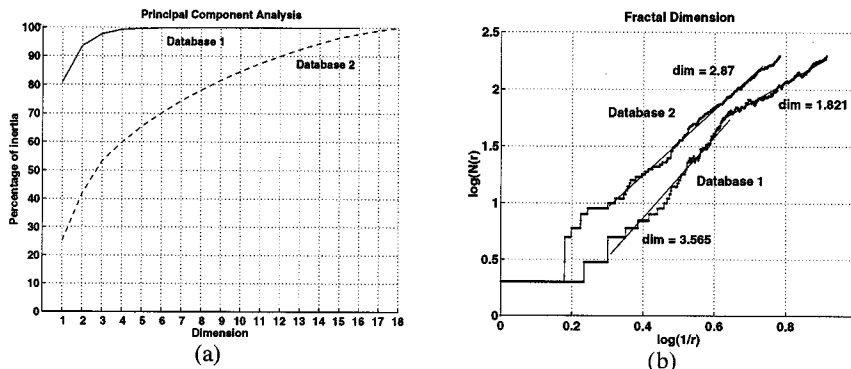 Principal Component Analysis
100
90
80
70
60
50
40
30
20
10
0
Percentage of inertia
Database 1
Database 2
1 2 3 4 5 6 7 8 9 10 11 12 13 14 15 16 17 18
Dimension
(a)
Fractal Dimension
2.5
2
1.5
1
0.5
0
log(N(r)
dim = 2.87
dim = 1.821
Database 2
Database 1
dim = 3.565
0 0.2 0.4 0.6 0.8
log(1/r)
(b)